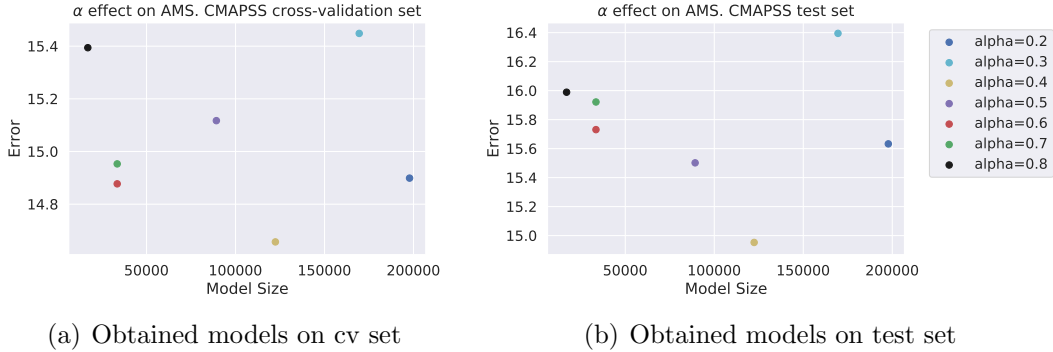 α effect on AMS. CMAPSS cross-validation set
15.4
15.2
15.0
14.8
Error
50000 100000 150000 200000
Model Size
(a) Obtained models on cv set
α effect on AMS. CMAPSS test set
16.4
16.2
16.0
15.8
15.6
15.4
15.2
15.0
Error
50000 100000 150000 200000
Model Size
alpha=0.2
alpha=0.3
alpha=0.4
alpha=0.5
alpha=0.6
alpha=0.7
alpha=0.8
(b) Obtained models on test set